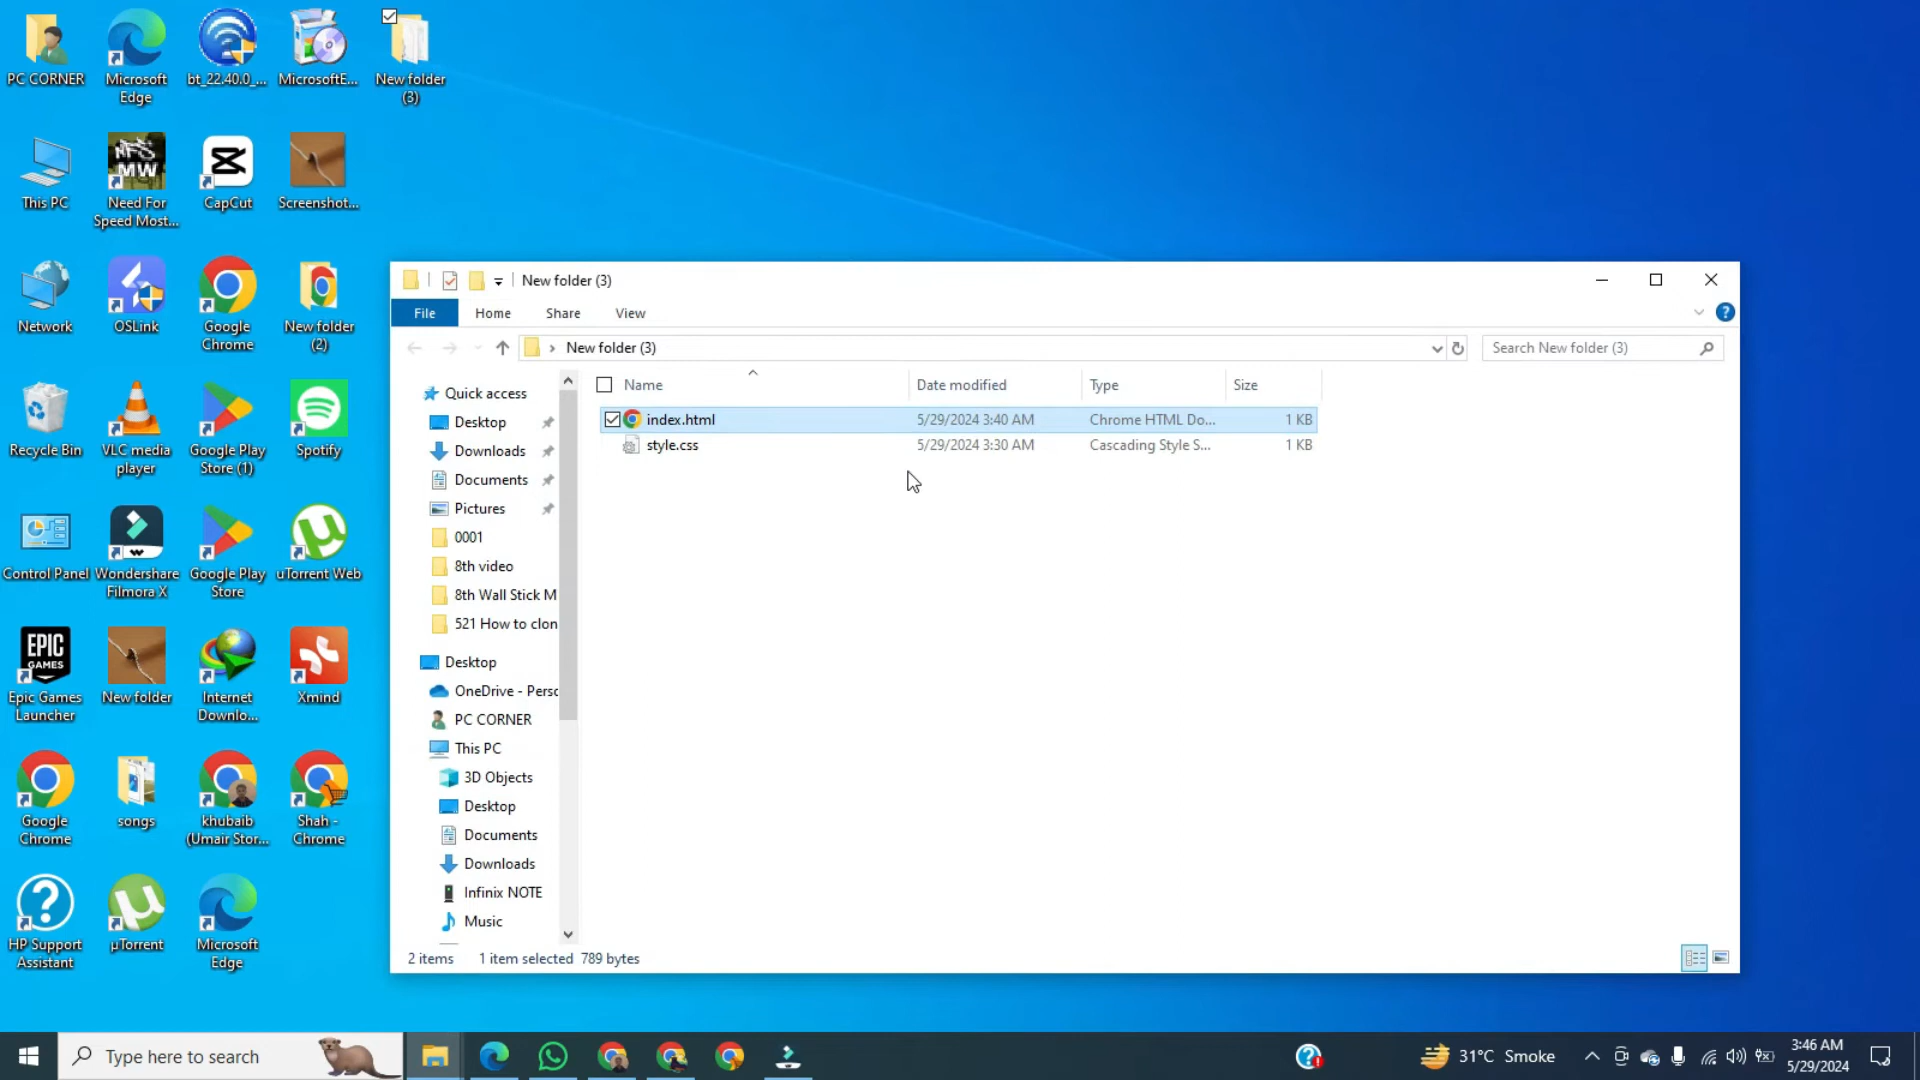 PC CORNER
Microsoft
Edge
bt_22.40.0_...
MicrosoftE...
New folder
(3)
This PC
Need For
Speed Most...
CapCut
Screenshot...
Network
OSLink
Google
Chrome
New folder
(2)
Recycle Bin
VLC media
player
Google Play
Store (1)
Spotify
Control Panel
Wondershare
Filmora X
Google Play
Store
uTorrent Web
EPIC
GAMES
Epic Games
Launcher
New folder
Internet
Downlo...
Xmind
Google
Chrome
songs
khubaib
(Umair Stor...
Shah -
Chrome
HP Support
Assistant
µTorrent
Microsoft
Edge
NFS
MW
New folder (3)
File
Home
Share
View
New folder (3)
Search New folder (3)
Name
Date modified
Type
Size
index.html
5/29/2024 3:40 AM
Chrome HTML Do...
1 KB
style.css
5/29/2024 3:30 AM
Cascading Style S...
1 KB
Quick access
Desktop
Downloads
Documents
Pictures
0001
8th video
8th Wall Stick M
521 How to clon
Desktop
OneDrive - Perso
PC CORNER
This PC
3D Objects
Desktop
Documents
Downloads
Infinix NOTE
Music
2 items
1 item selected 789 bytes
Type here to search
31°C Smoke
3:46 AM
5/29/2024